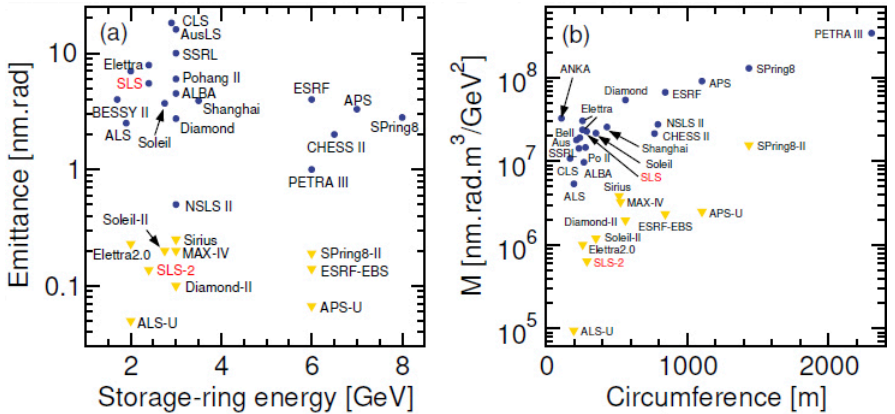 (a)
CLS
AusLS
SSRL
Elettra
SLS
Pohang II
ALBA
BESSY II
Shanghai
ALS
Soleil
Diamond
ESRF
APS
SPring8
CHESS II
PETRA III
NSLS II
Soleil-II
Sirius
MAX-IV
Elettra2.0
SLS-2
Diamond-II
ALS-U
SPring8-II
ESRF-EBS
APS-U
Emittance [nm.rad]
10
1
0.1
2
4
6
8
Storage-ring energy [GeV]
(b)
PETRA III
SPring8
ANKA
Diamond
APS
ESRF
Elettra
NSLS II
CHESS II
BeII
Aus
Shanghai
SSRL
Po II
Soleil
SLS
CLS
ALBA
ALS
SPring8-II
Sirius
MAX-IV
Diamond-II
APS-U
ESRF-EBS
Soleil-II
Elettra2.0
SLS-2
ALS-U
M [nm.rad.m³/GeV²]
10⁸
10⁷
10⁶
10⁵
0
1000
2000
Circumference [m]